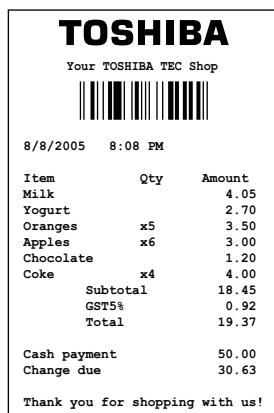 TOSHIBA
Your TOSHIBA TEC Shop
8/8/2005 8:08 PM
Item Qty Amount
Milk 4.05
Yogurt 2.70
Oranges x5 3.50
Apples x6 3.00
Chocolate 1.20
Coke x4 4.00
Subtotal 18.45
GST5% 0.92
Total 19.37
Cash payment 50.00
Change due 30.63
Thank you for shopping with us!